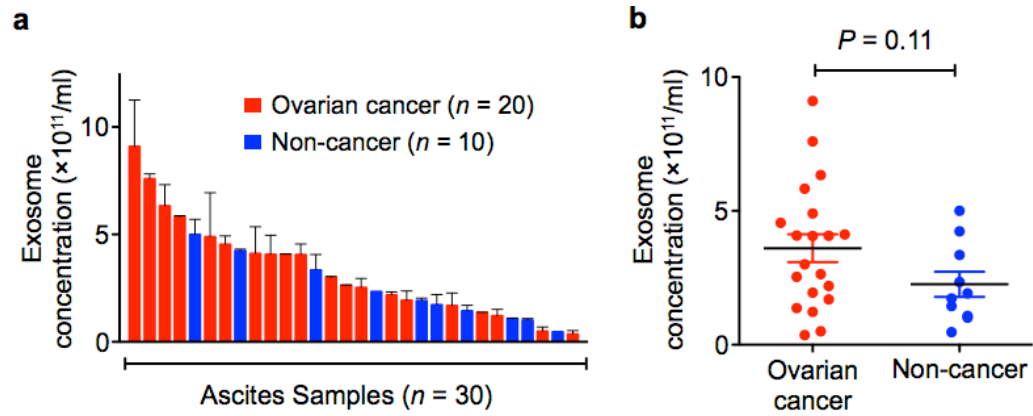 a
Exosome
concentration (×10¹¹/ml)
10
5
0
Ovarian cancer (n = 20)
Non-cancer (n = 10)
Ascites Samples (n = 30)
b
P = 0.11
Exosome
concentration (×10¹¹/ml)
10
5
0
Ovarian
cancer
Non-cancer